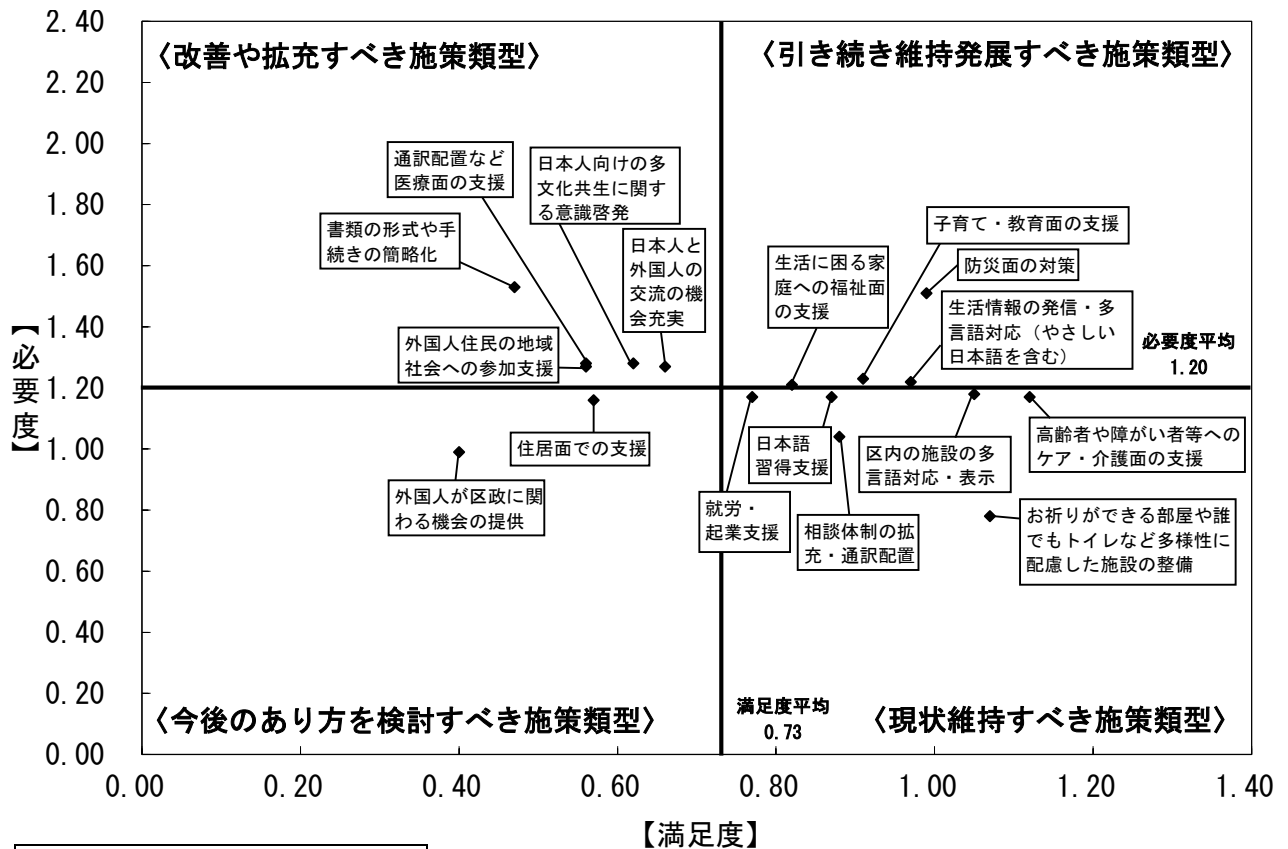 2.40
2.20
2.00
1.80
1.60
1.40
1.20
1.00
0.80
0.60
0.40
0.20
0.00
【必要度】
〈改善や拡充すべき施策類型〉
〈引き続き維持発展すべき施策類型〉
通訳配置など
医療面の支援
日本人向けの多
文化共生に関す
る意識啓発
書類の形式や手
続きの簡略化
日本人と
外国人の
交流の機
会充実
外国人住民の地域
社会への参加支援
生活に困る家
庭への福祉面
の支援
子育て・教育面の支援
防災面の対策
生活情報の発信・多
言語対応（やさしい
日本語を含む）
必要度平均
1.20
住居面での支援
外国人が区政に関
わる機会の提供
就労・
起業支援
日本語
習得支援
相談体制の拡
充・通訳配置
区内の施設の多
言語対応・表示
高齢者や障がい者等への
ケア・介護面の支援
お祈りができる部屋や誰
でもトイレなど多様性に
配慮した施設の整備
〈今後のあり方を検討すべき施策類型〉
満足度平均
0.73
〈現状維持すべき施策類型〉
0.00
0.20
0.40
0.60
0.80
1.00
1.20
1.40
【満足度】